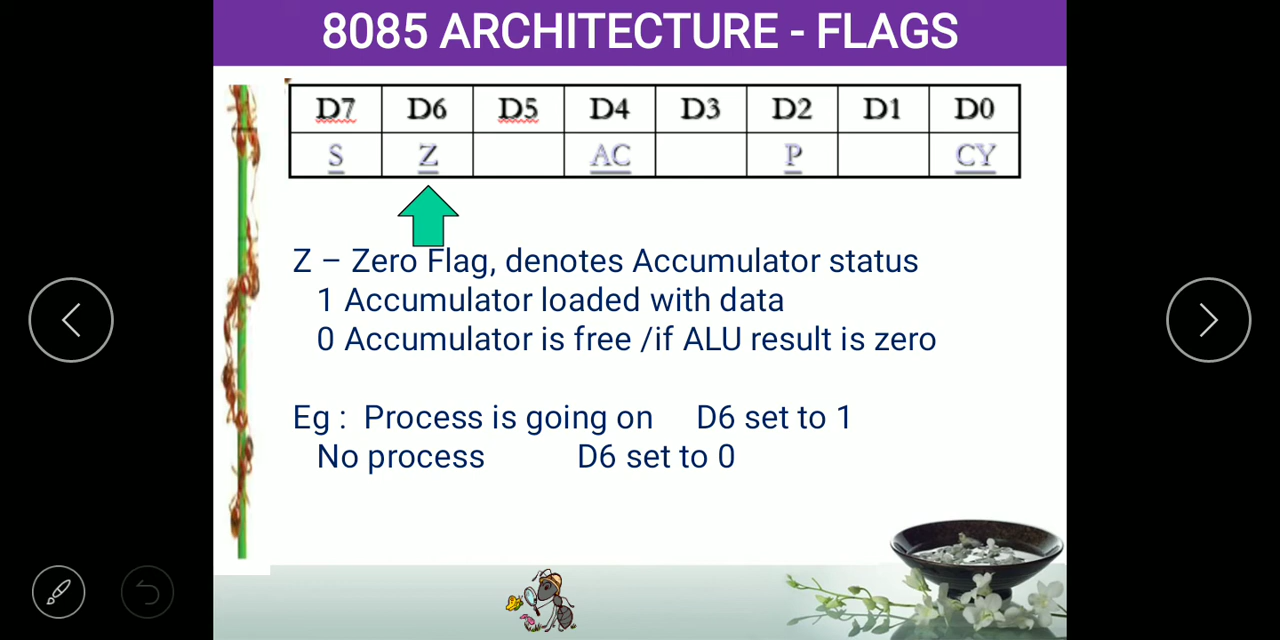 8085 ARCHITECTURE - FLAGS
D7 D6 D5 D4 D3 D2 D1 D0
S Z AC P CY
Z – Zero Flag, denotes Accumulator status
1 Accumulator loaded with data
0 Accumulator is free /if ALU result is zero
Eg : Process is going on D6 set to 1
No process D6 set to 0